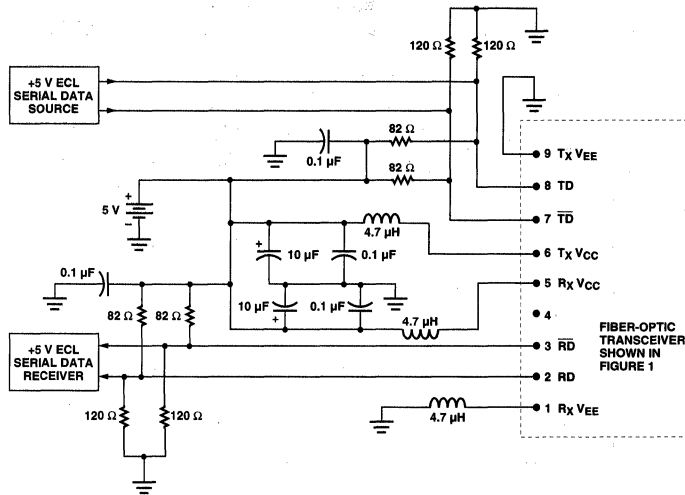 120 Ω
120 Ω
+5 V ECL
SERIAL DATA
SOURCE
82 Ω
0.1 µF
82 Ω
9 TX VEE
8 TD
+
5 V
–
7 TD
4.7 µH
6 TX VCC
+
10 µF
0.1 µF
0.1 µF
5 RX VCC
10 µF
+
0.1 µF
82 Ω
82 Ω
4.7 µH
4
FIBER-OPTIC
TRANSCEIVER
SHOWN IN
FIGURE 1
+5 V ECL
SERIAL DATA
RECEIVER
3 RD
2 RD
120 Ω
120 Ω
4.7 µH
1 RX VEE